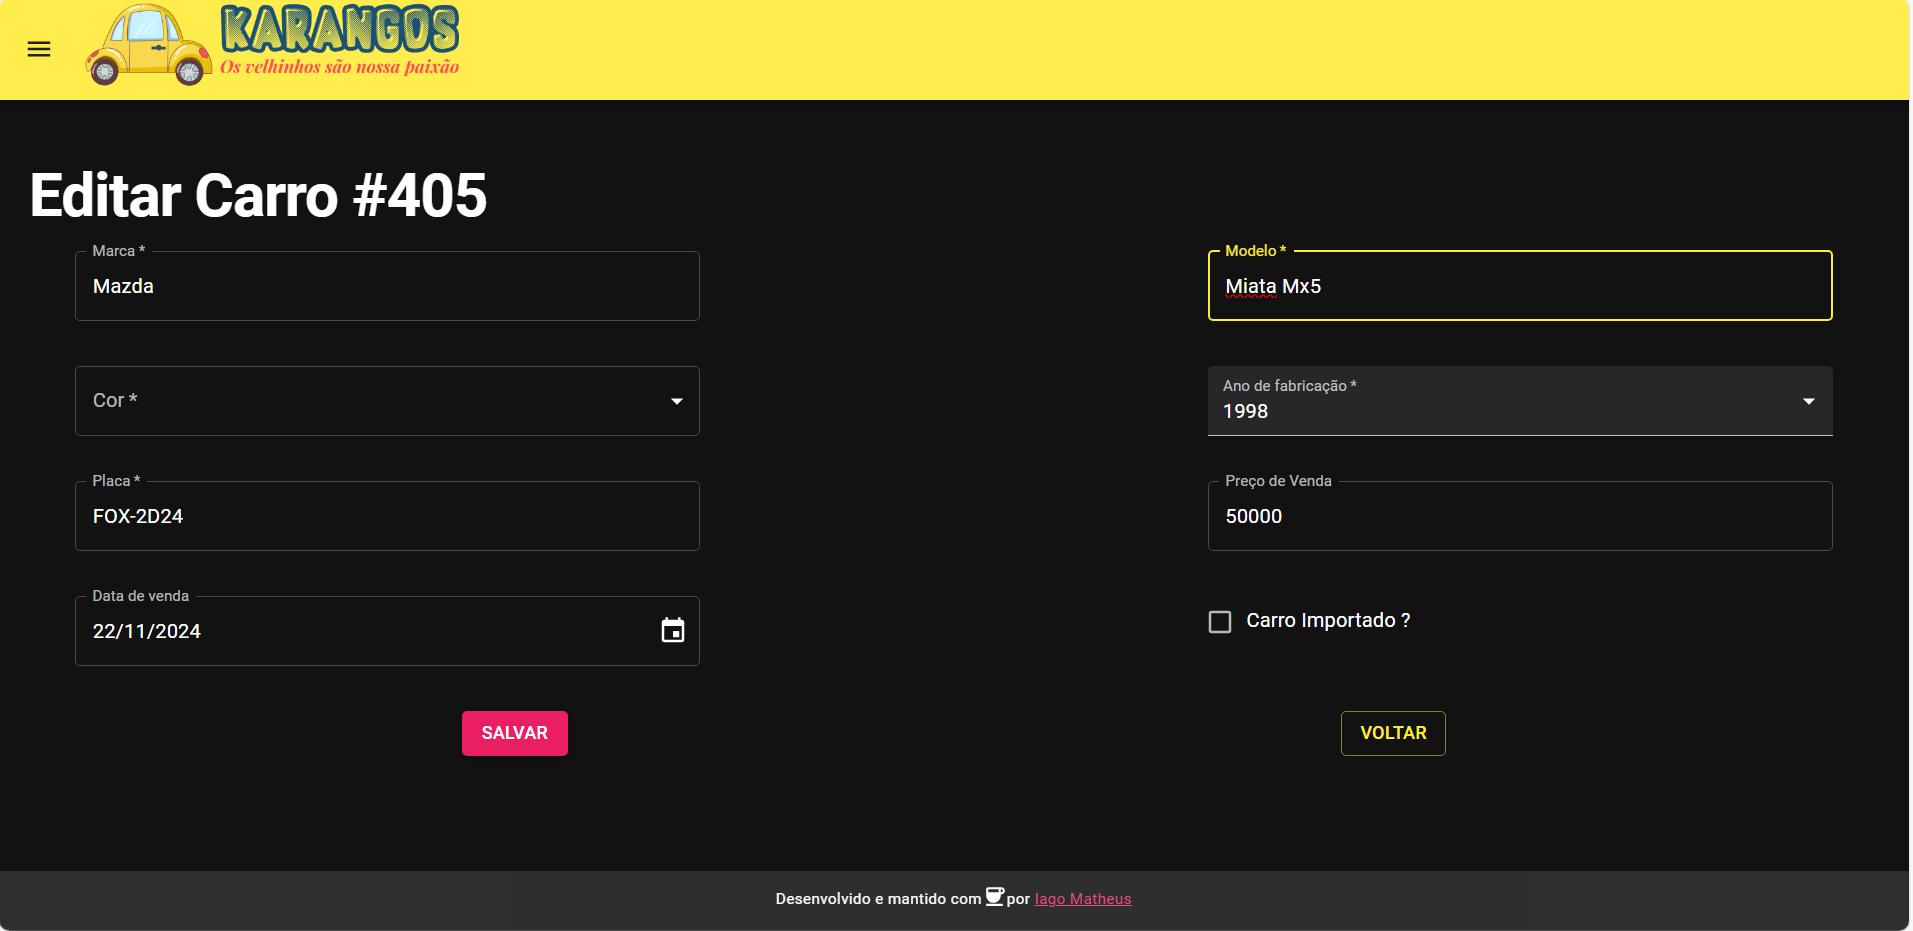 KARANGOS
Os velhinhos são nossa paixão
Editar Carro #405
Marca *
Mazda
Modelo *
Miata Mx5
Cor *
Ano de fabricação *
1998
Placa *
FOX-2D24
Preço de Venda
50000
Data de venda
22/11/2024
Carro Importado ?
SALVAR
VOLTAR
Desenvolvido e mantido com por Iago Matheus